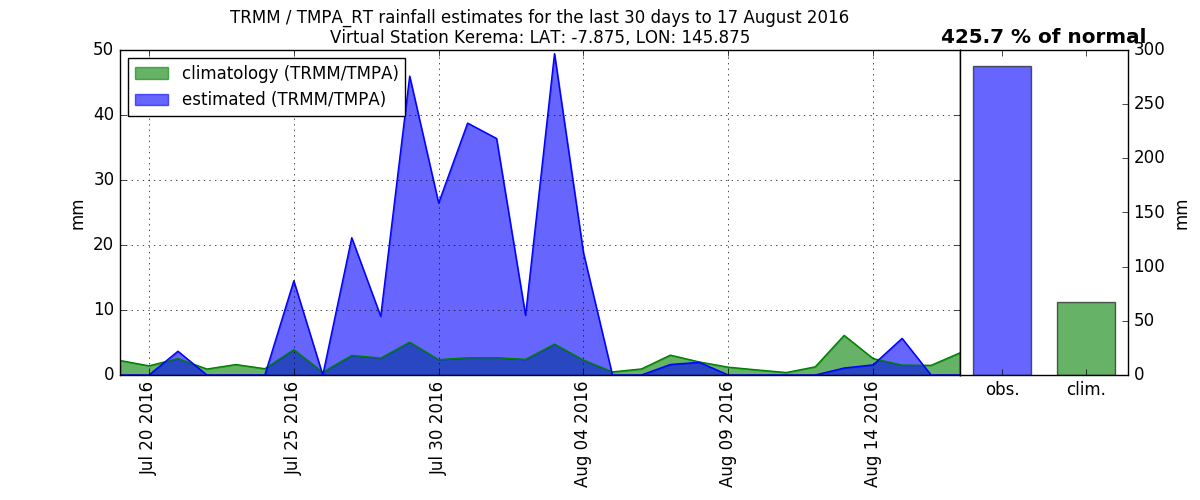 TRMM / TMPA_RT rainfall estimates for the last 30 days to 17 August 2016
Virtual Station Kerema: LAT: -7.875, LON: 145.875
425.7 % of normal
climatology (TRMM/TMPA)
estimated (TRMM/TMPA)
50
40
30
20
10
0
mm
Jul 20 2016
Jul 25 2016
Jul 30 2016
Aug 04 2016
Aug 09 2016
Aug 14 2016
300
250
200
150
100
50
0
mm
obs.
clim.